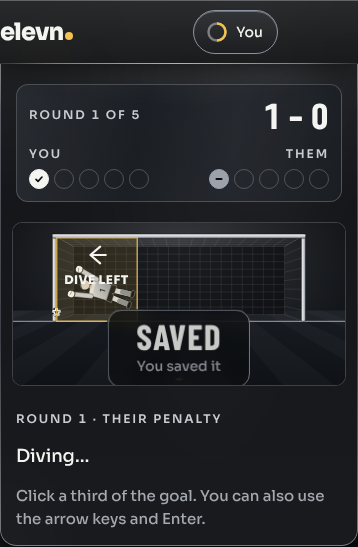 elevn.
You
ROUND 1 OF 5
1 - 0
YOU
THEM
DIVE LEFT
SAVED
You saved it
ROUND 1 · THEIR PENALTY
Diving...
Click a third of the goal. You can also use
the arrow keys and Enter.